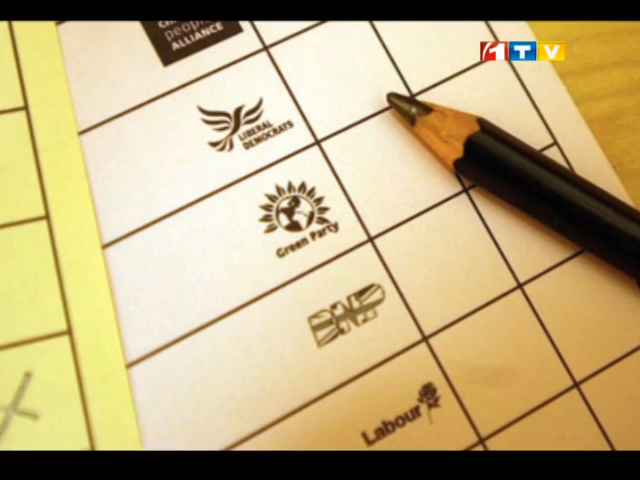 people's
ALLIANCE
1TV
LIBERAL
DEMOCRATS
Green Party
BNP
Labour
X